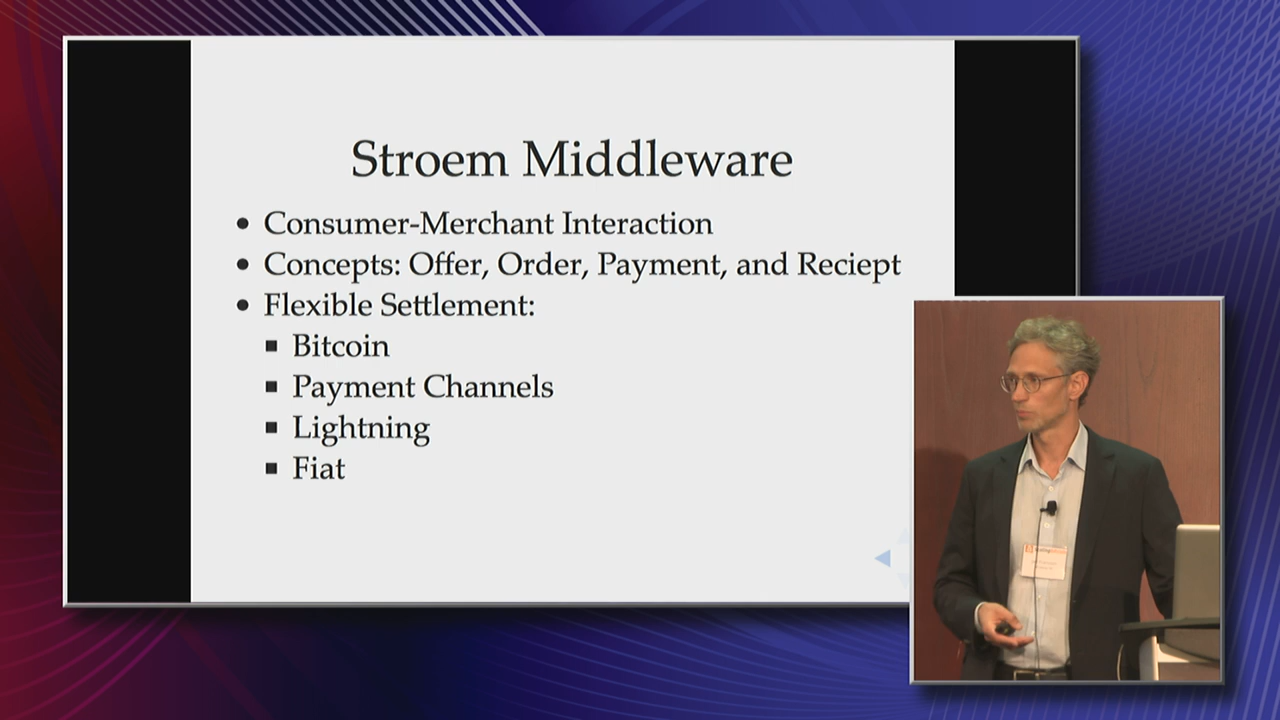 Stroem Middleware
• Consumer-Merchant Interaction
• Concepts: Offer, Order, Payment, and Reciept
• Flexible Settlement:
▪ Bitcoin
▪ Payment Channels
▪ Lightning
▪ Fiat